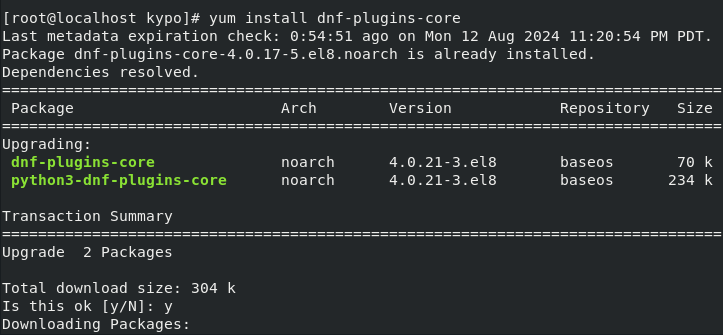 [root@localhost kypo]# yum install dnf-plugins-core
Last metadata expiration check: 0:54:51 ago on Mon 12 Aug 2024 11:20:54 PM PDT.
Package dnf-plugins-core-4.0.17-5.el8.noarch is already installed.
Dependencies resolved.
================================================================================
 Package                       Arch        Version            Repository   Size
================================================================================
Upgrading:
 dnf-plugins-core              noarch      4.0.21-3.el8       baseos       70 k
 python3-dnf-plugins-core      noarch      4.0.21-3.el8       baseos      234 k

Transaction Summary
================================================================================
Upgrade  2 Packages

Total download size: 304 k
Is this ok [y/N]: y
Downloading Packages: